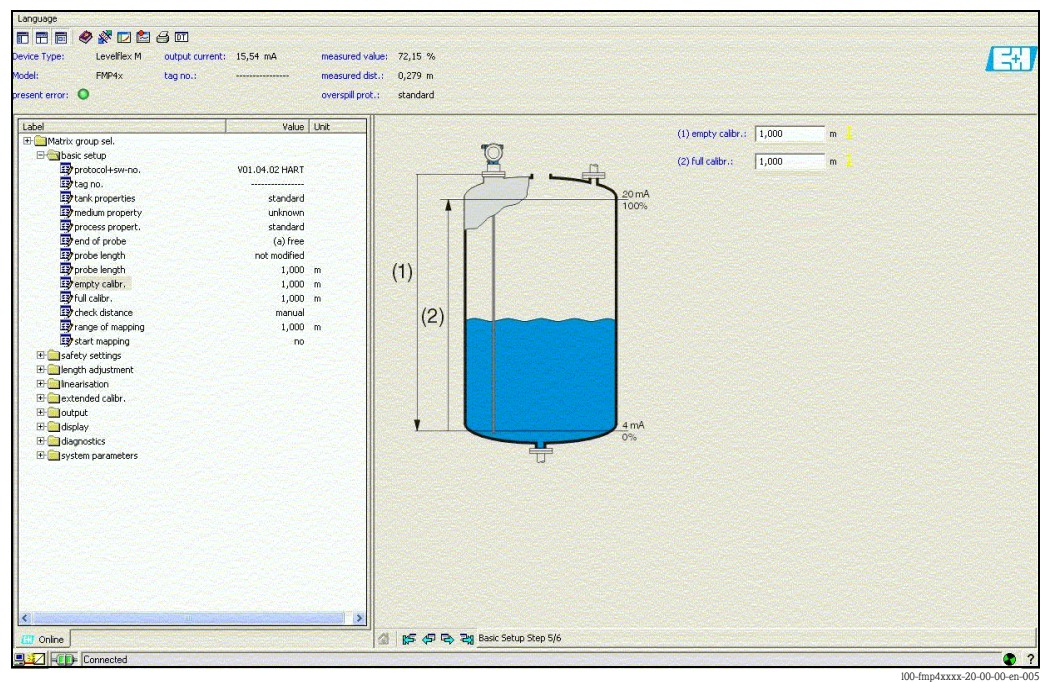 Language
DT
Device Type: Levelflex M output current: 15,54 mA measured value: 72,15 %
Model: FMP4x tag no.: ---------------- measured dist.: 0,279 m
present error: overspill prot.: standard
E+H
Label Value Unit
Matrix group sel.
basic setup
protocol+sw-no. V01.04.02 HART
tag no. ----------------
tank properties standard
medium property unknown
process propert. standard
end of probe (a) free
probe length not modified
probe length 1,000 m
empty calibr. 1,000 m
full calibr. 1,000 m
check distance manual
range of mapping 1,000 m
start mapping no
safety settings
length adjustment
linearisation
extended calibr.
output
display
diagnostics
system parameters
(1) empty calibr.: 1,000 m
(2) full calibr.: 1,000 m
20 mA
100%
(1)
(2)
4 mA
0%
Online
Basic Setup Step 5/6
Connected
?
l00-fmp4xxxx-20-00-00-en-005